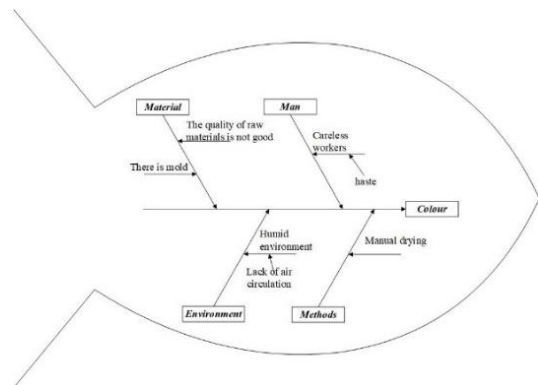 Material
Man
The quality of raw
materials is not good
Careless
workers
There is mold
haste
Colour
Humid
environment
Manual drying
Lack of air
circulation
Environment
Methods